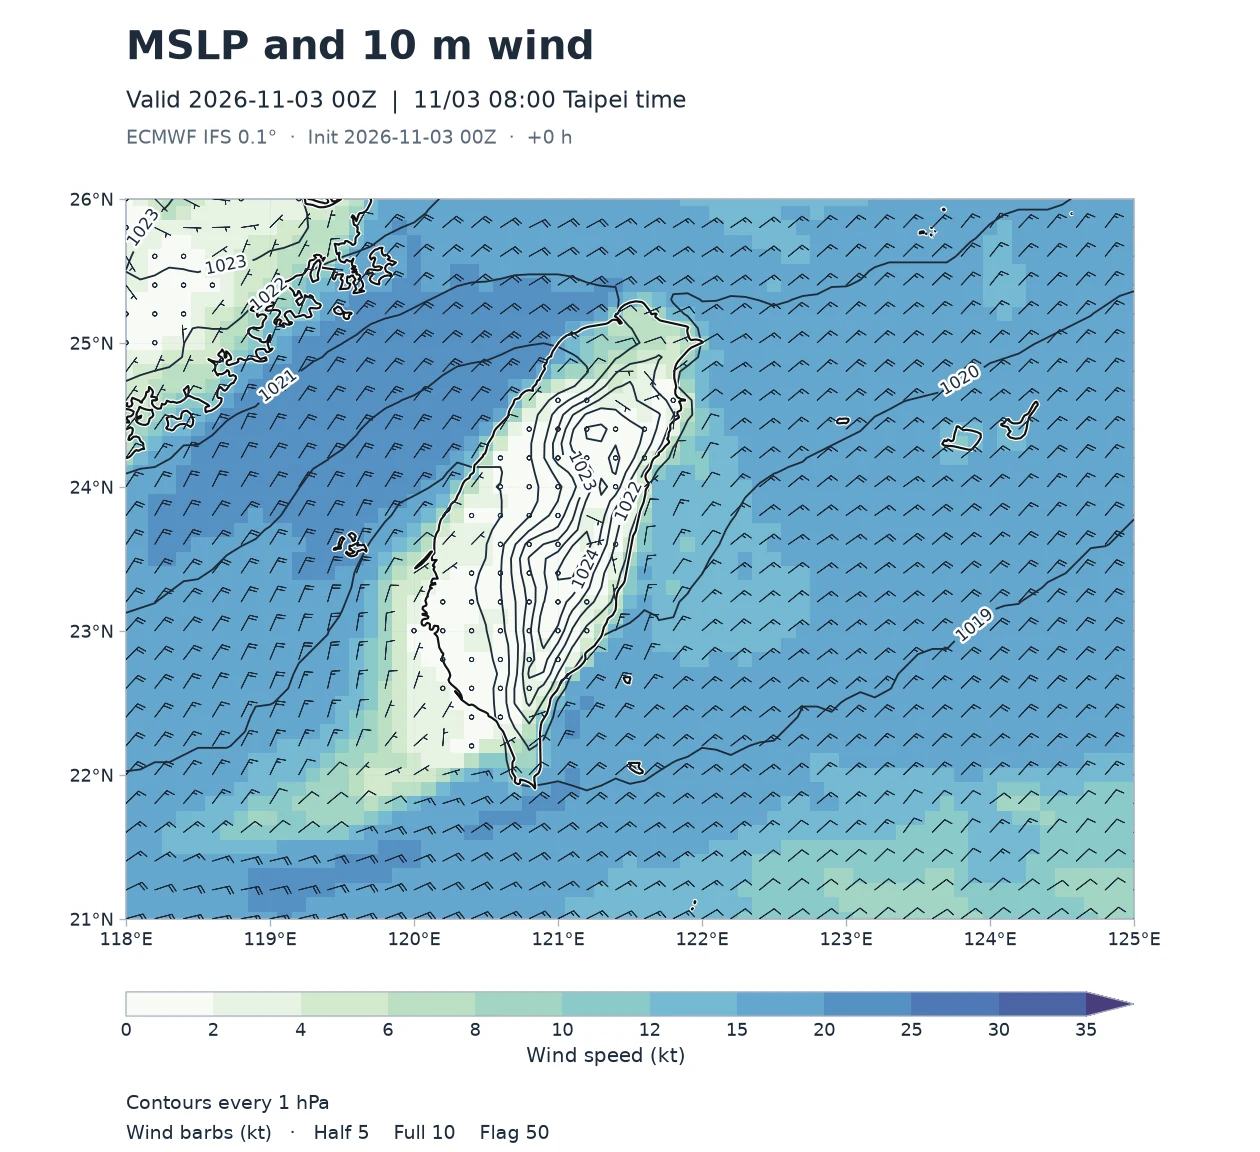 MSLP and 10 m wind
Valid 2026-11-03 00Z | 11/03 08:00 Taipei time
ECMWF IFS 0.1° · Init 2026-11-03 00Z · +0 h
26°N
25°N
24°N
23°N
22°N
21°N
1023
1023
1022
1021
1020
1023
1022
1024
1019
118°E 119°E 120°E 121°E 122°E 123°E 124°E 125°E
0 2 4 6 8 10 12 15 20 25 30 35
Wind speed (kt)
Contours every 1 hPa
Wind barbs (kt) · Half 5 Full 10 Flag 50